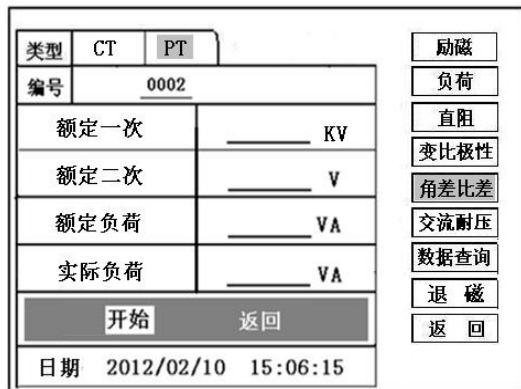 类型 CT PT
编号 0002
额定一次 KV
额定二次 V
额定负荷 VA
实际负荷 VA
开始 返回
日期 2012/02/10 15:06:15
励磁
负荷
直阻
变比极性
角差比差
交流耐压
数据查询
退 磁
返 回